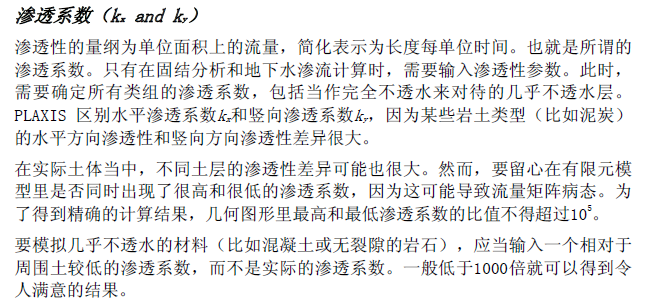 渗透系数（kx and ky）
渗透性的量纲为单位面积上的流量，简化表示为长度每单位时间。也就是所谓的
渗透系数。只有在固结分析和地下水渗流计算时，需要输入渗透性参数。此时，
需要确定所有类组的渗透系数，包括当作完全不透水来对待的几乎不透水层。
PLAXIS 区别水平渗透系数kx和竖向渗透系数ky，因为某些岩土类型（比如泥炭）
的水平方向渗透性和竖向方向渗透性差异很大。
在实际土体当中，不同土层的渗透性差异可能也很大。然而，要留心在有限元模
型里是否同时出现了很高和很低的渗透系数，因为这可能导致流量矩阵病态。为
了得到精确的计算结果，几何图形里最高和最低渗透系数的比值不得超过10⁵。
要模拟几乎不透水的材料（比如混凝土或无裂隙的岩石），应当输入一个相对于
周围土较低的渗透系数，而不是实际的渗透系数。一般低于1000倍就可以得到令
人满意的结果。